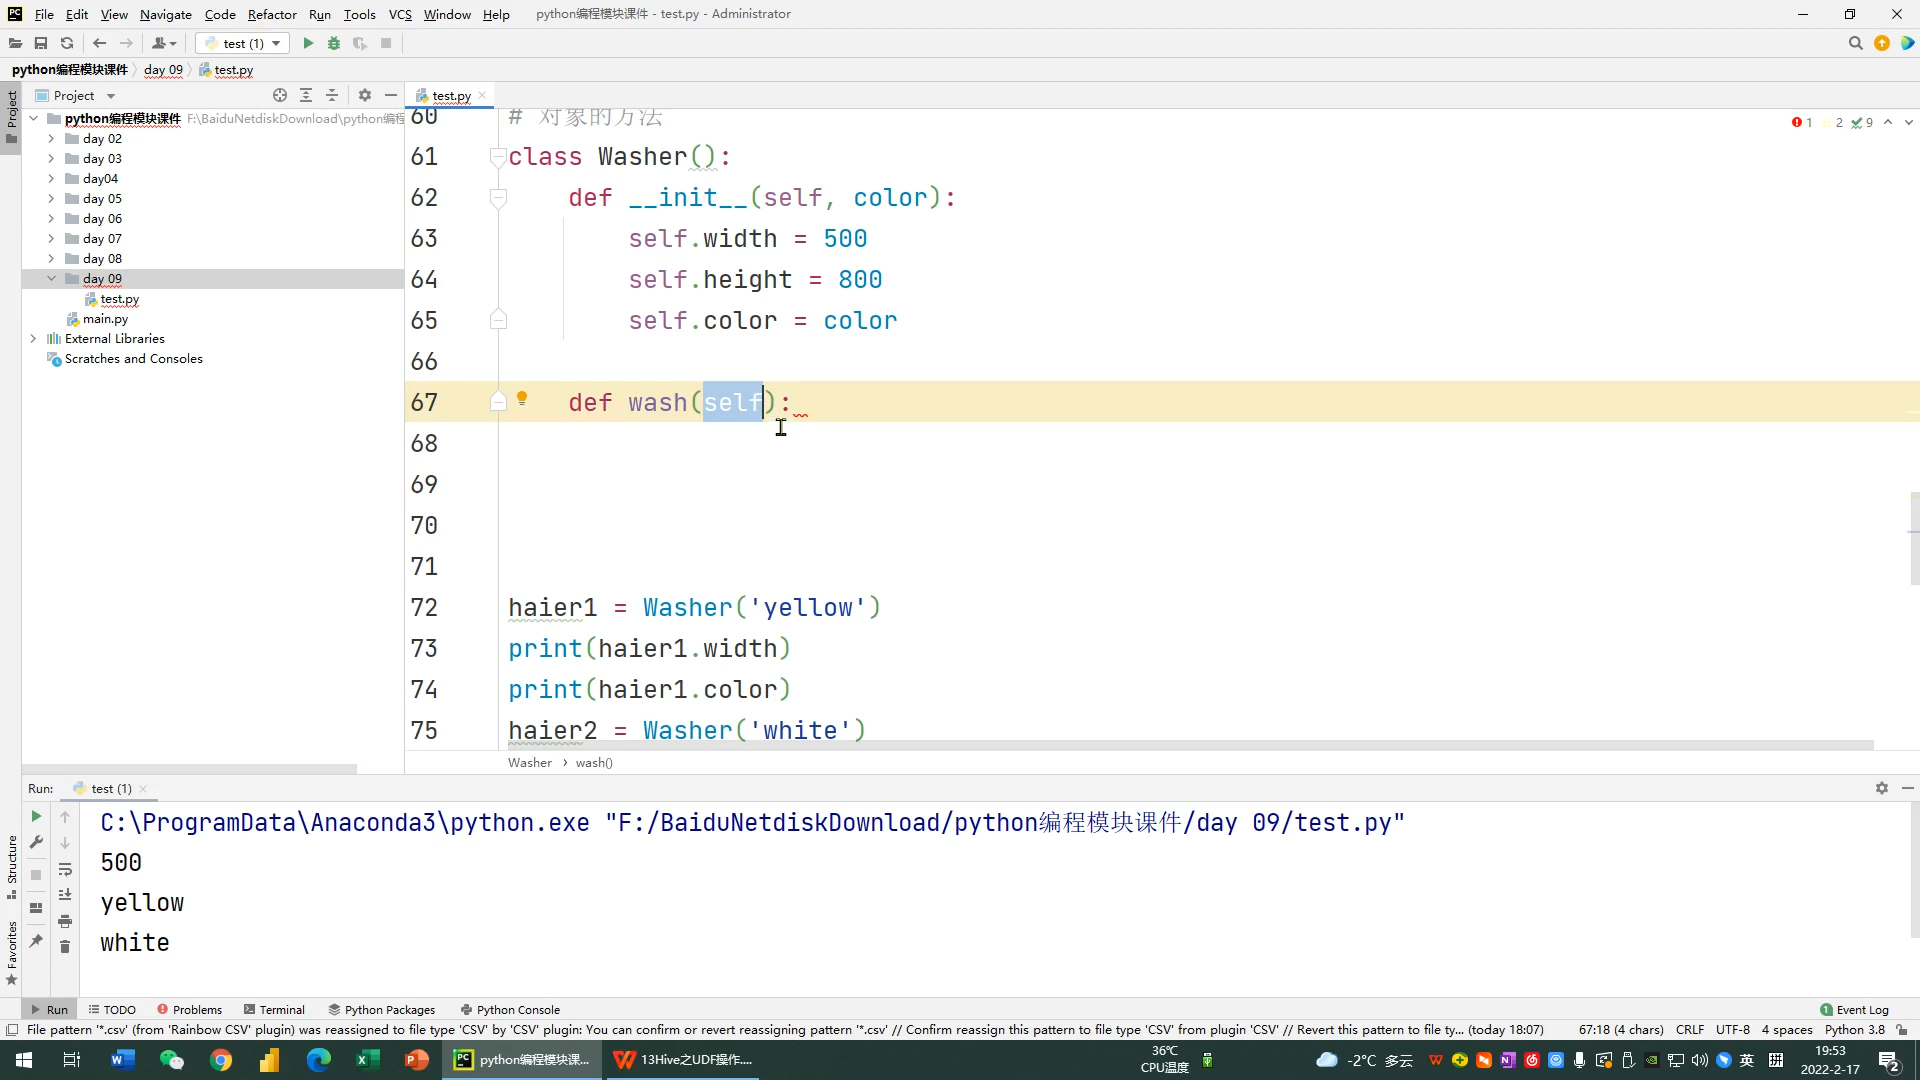 File Edit View Navigate Code Refactor Run Tools VCS Window Help python编程模块课件 - test.py - Administrator
test (1)
python编程模块课件 day 09 test.py
Project
Project
test.py
python编程模块课件 F:\BaiduNetdiskDownload\python编程
day 02
day 03
day04
day 05
day 06
day 07
day 08
day 09
test.py
main.py
External Libraries
Scratches and Consoles
1 2 9
60 # 对象的方法
61 class Washer():
62 def __init__(self, color):
63 self.width = 500
64 self.height = 800
65 self.color = color
66
67 def wash(self):
68
69
70
71
72 haier1 = Washer('yellow')
73 print(haier1.width)
74 print(haier1.color)
75 haier2 = Washer('white')
Washer › wash()
Run: test (1)
C:\ProgramData\Anaconda3\python.exe "F:/BaiduNetdiskDownload/python编程模块课件/day 09/test.py"
500
yellow
white
Structure
Favorites
Run TODO Problems Terminal Python Packages Python Console 1 Event Log
File pattern '*.csv' (from 'Rainbow CSV' plugin) was reassigned to file type 'CSV' by 'CSV' plugin: You can confirm or revert reassigning pattern '*.csv' // Confirm reassign this pattern to file type 'CSV' from plugin 'CSV' // Revert this pattern to file ty... (today 18:07) 67:18 (4 chars) CRLF UTF-8 4 spaces Python 3.8
python编程模块课... 13Hive之UDF操作....
36℃
CPU温度
-2°C 多云
英
拼
19:53
2022-2-17
2